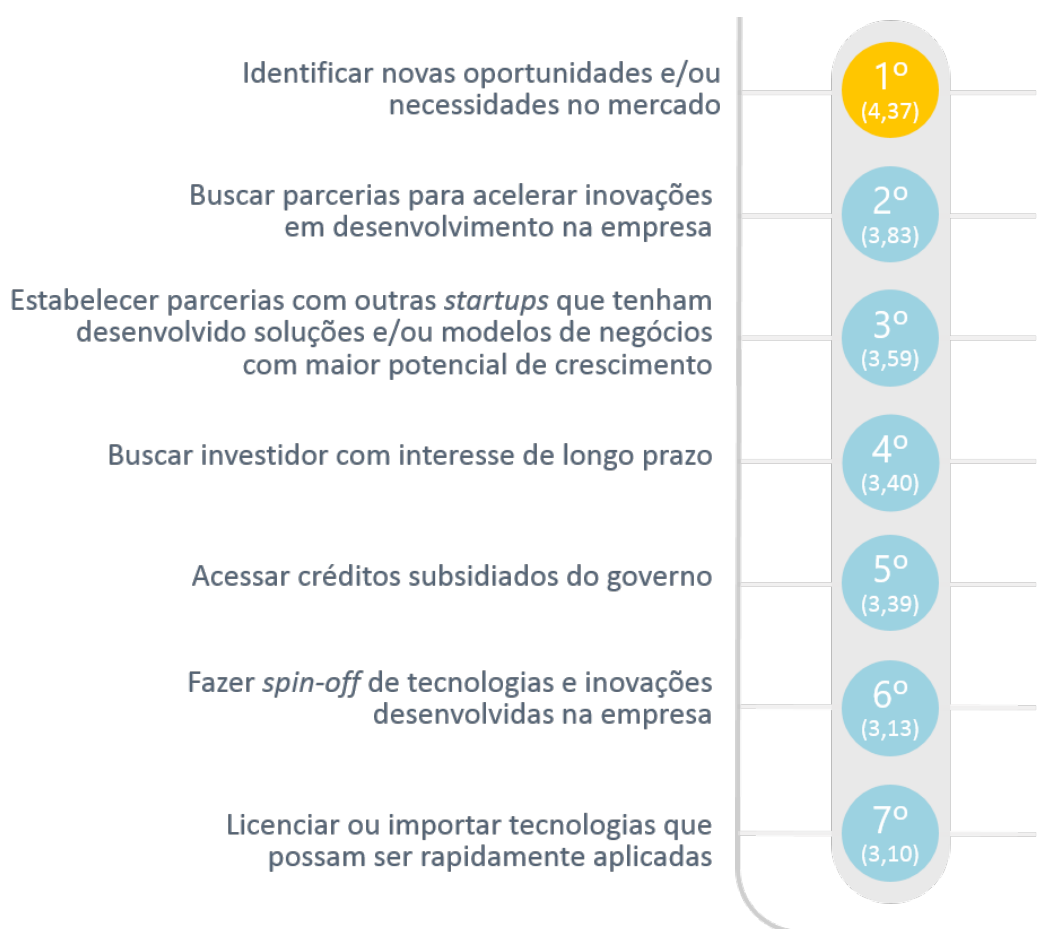 Identificar novas oportunidades e/ou
necessidades no mercado
1º
(4,37)
Buscar parcerias para acelerar inovações
em desenvolvimento na empresa
2º
(3,83)
Estabelecer parcerias com outras startups que tenham
desenvolvido soluções e/ou modelos de negócios
com maior potencial de crescimento
3º
(3,59)
Buscar investidor com interesse de longo prazo
4º
(3,40)
Acessar créditos subsidiados do governo
5º
(3,39)
Fazer spin-off de tecnologias e inovações
desenvolvidas na empresa
6º
(3,13)
Licenciar ou importar tecnologias que
possam ser rapidamente aplicadas
7º
(3,10)